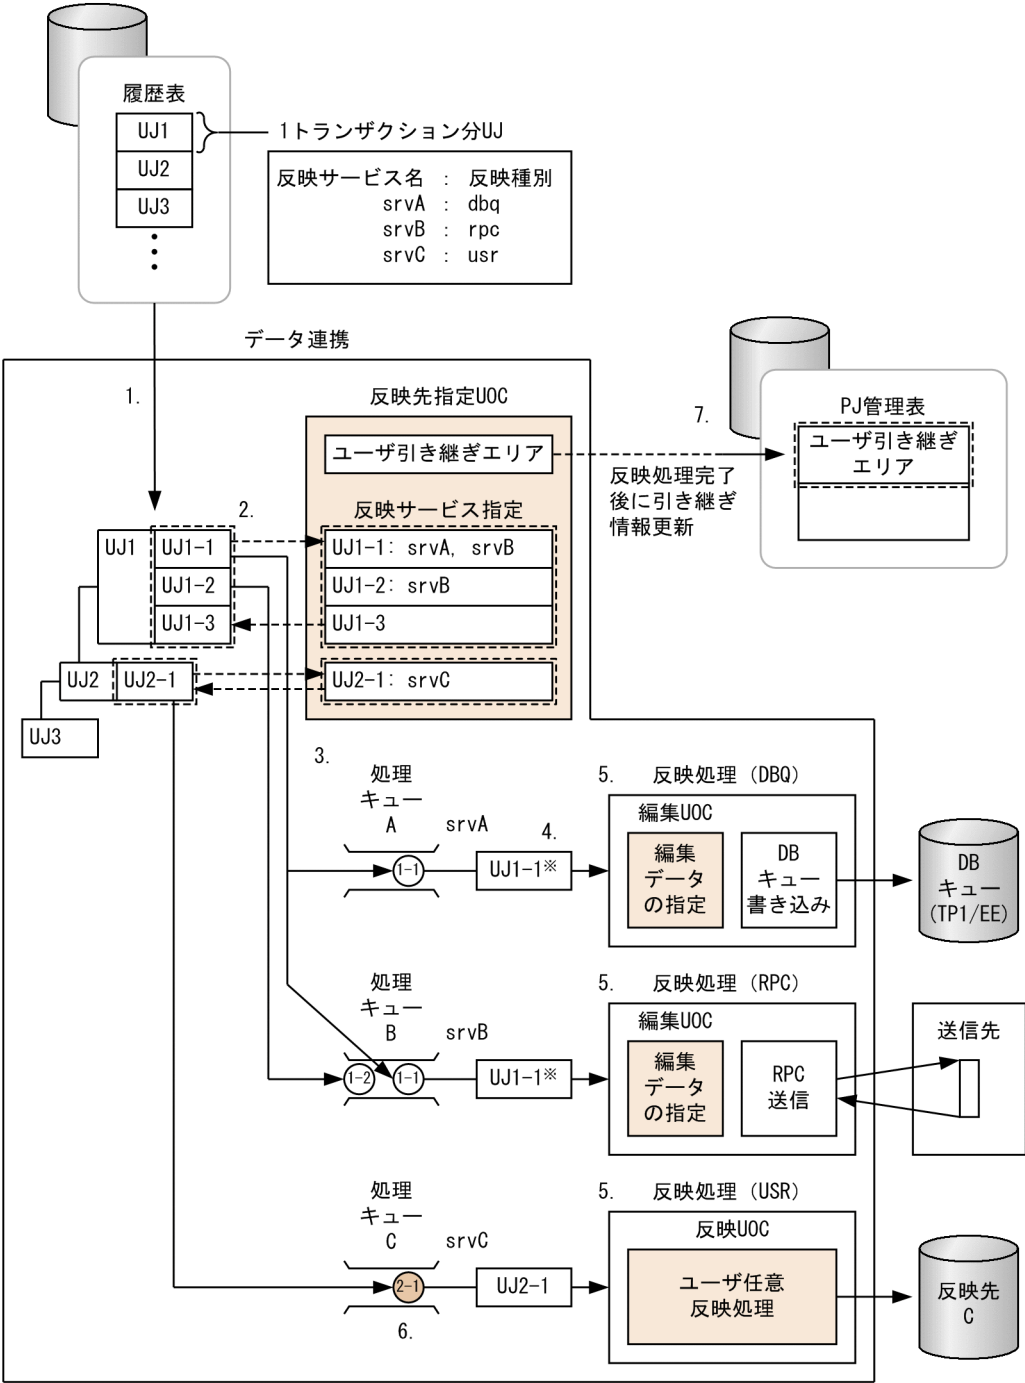 履歴表
UJ1
UJ2
UJ3
1トランザクション分UJ
反映サービス名 : 反映種別
srvA : dbq
srvB : rpc
srvC : usr
データ連携
1.
反映先指定UOC
ユーザ引き継ぎエリア
7.
反映処理完了
後に引き継ぎ
情報更新
PJ管理表
ユーザ引き継ぎ
エリア
2.
反映サービス指定
UJ1
UJ1-1
UJ1-2
UJ1-3
UJ1-1: srvA, srvB
UJ1-2: srvB
UJ1-3
UJ2
UJ2-1
UJ2-1: srvC
UJ3
3.
処理
キュー
A
srvA
1-1
4.
UJ1-1※
5.
反映処理（DBQ）
編集UOC
編集
データ
の指定
DB
キュー
書き込み
DB
キュー
(TP1/EE)
処理
キュー
B
srvB
1-2
1-1
UJ1-1※
5.
反映処理（RPC）
編集UOC
編集
データ
の指定
RPC
送信
送信先
処理
キュー
C
srvC
2-1
6.
UJ2-1
5.
反映処理（USR）
反映UOC
ユーザ任意
反映処理
反映先
C